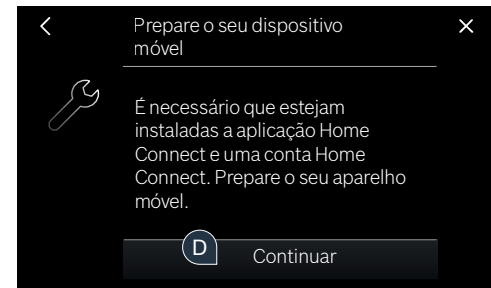 Prepare o seu dispositivo
móvel
É necessário que estejam
instaladas a aplicação Home
Connect e uma conta Home
Connect. Prepare o seu aparelho
móvel.
D
Continuar